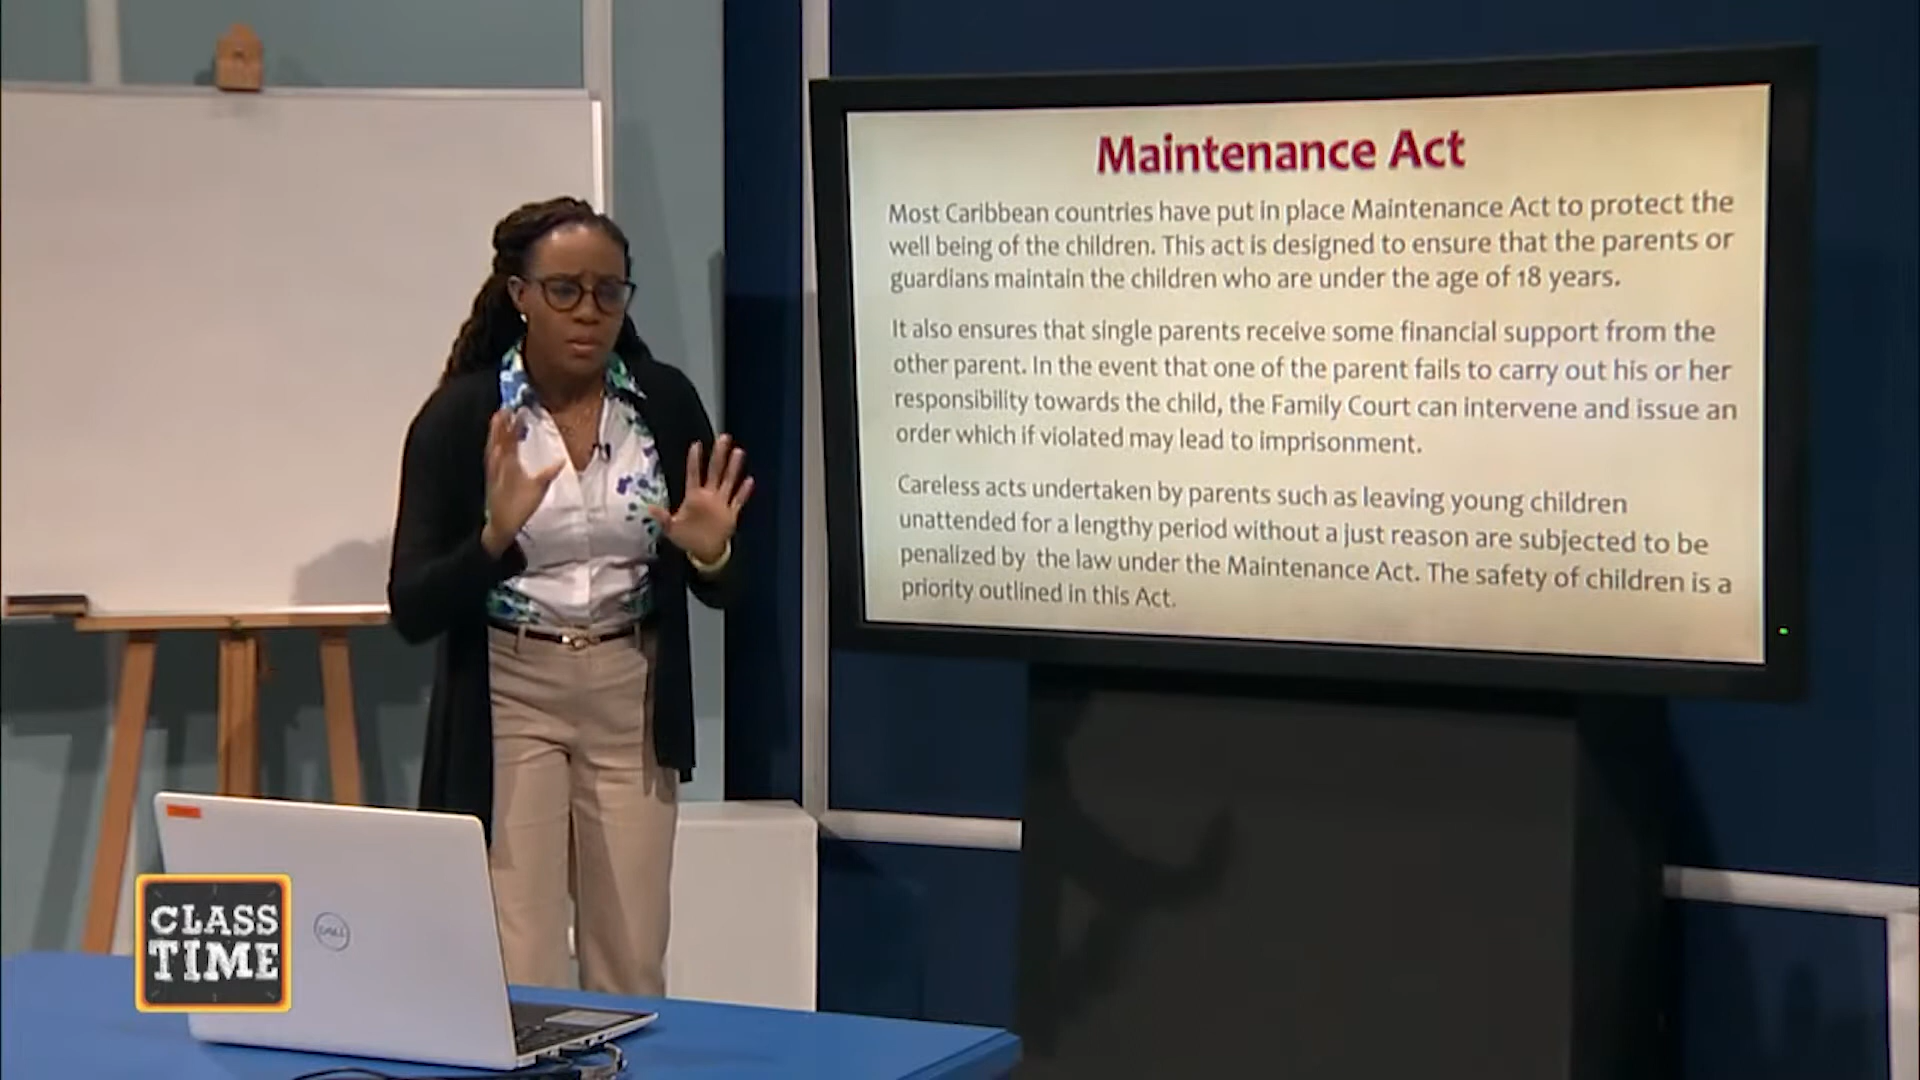 Maintenance Act
Most Caribbean countries have put in place Maintenance Act to protect the
well being of the children. This act is designed to ensure that the parents or
guardians maintain the children who are under the age of 18 years.
It also ensures that single parents receive some financial support from the
other parent. In the event that one of the parent fails to carry out his or her
responsibility towards the child, the Family Court can intervene and issue an
order which if violated may lead to imprisonment.
Careless acts undertaken by parents such as leaving young children
unattended for a lengthy period without a just reason are subjected to be
penalized by the law under the Maintenance Act. The safety of children is a
priority outlined in this Act.
CLASS
TIME
DELL